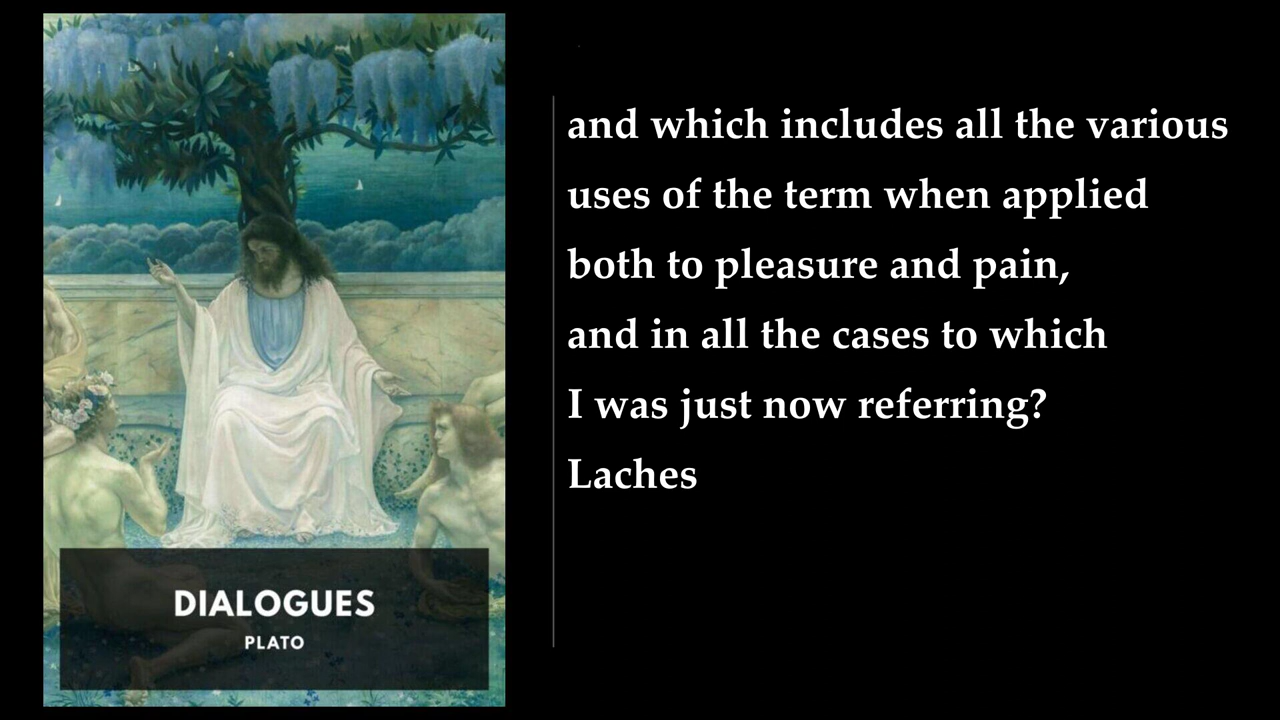 DIALOGUES
PLATO
and which includes all the various
uses of the term when applied
both to pleasure and pain,
and in all the cases to which
I was just now referring?
Laches